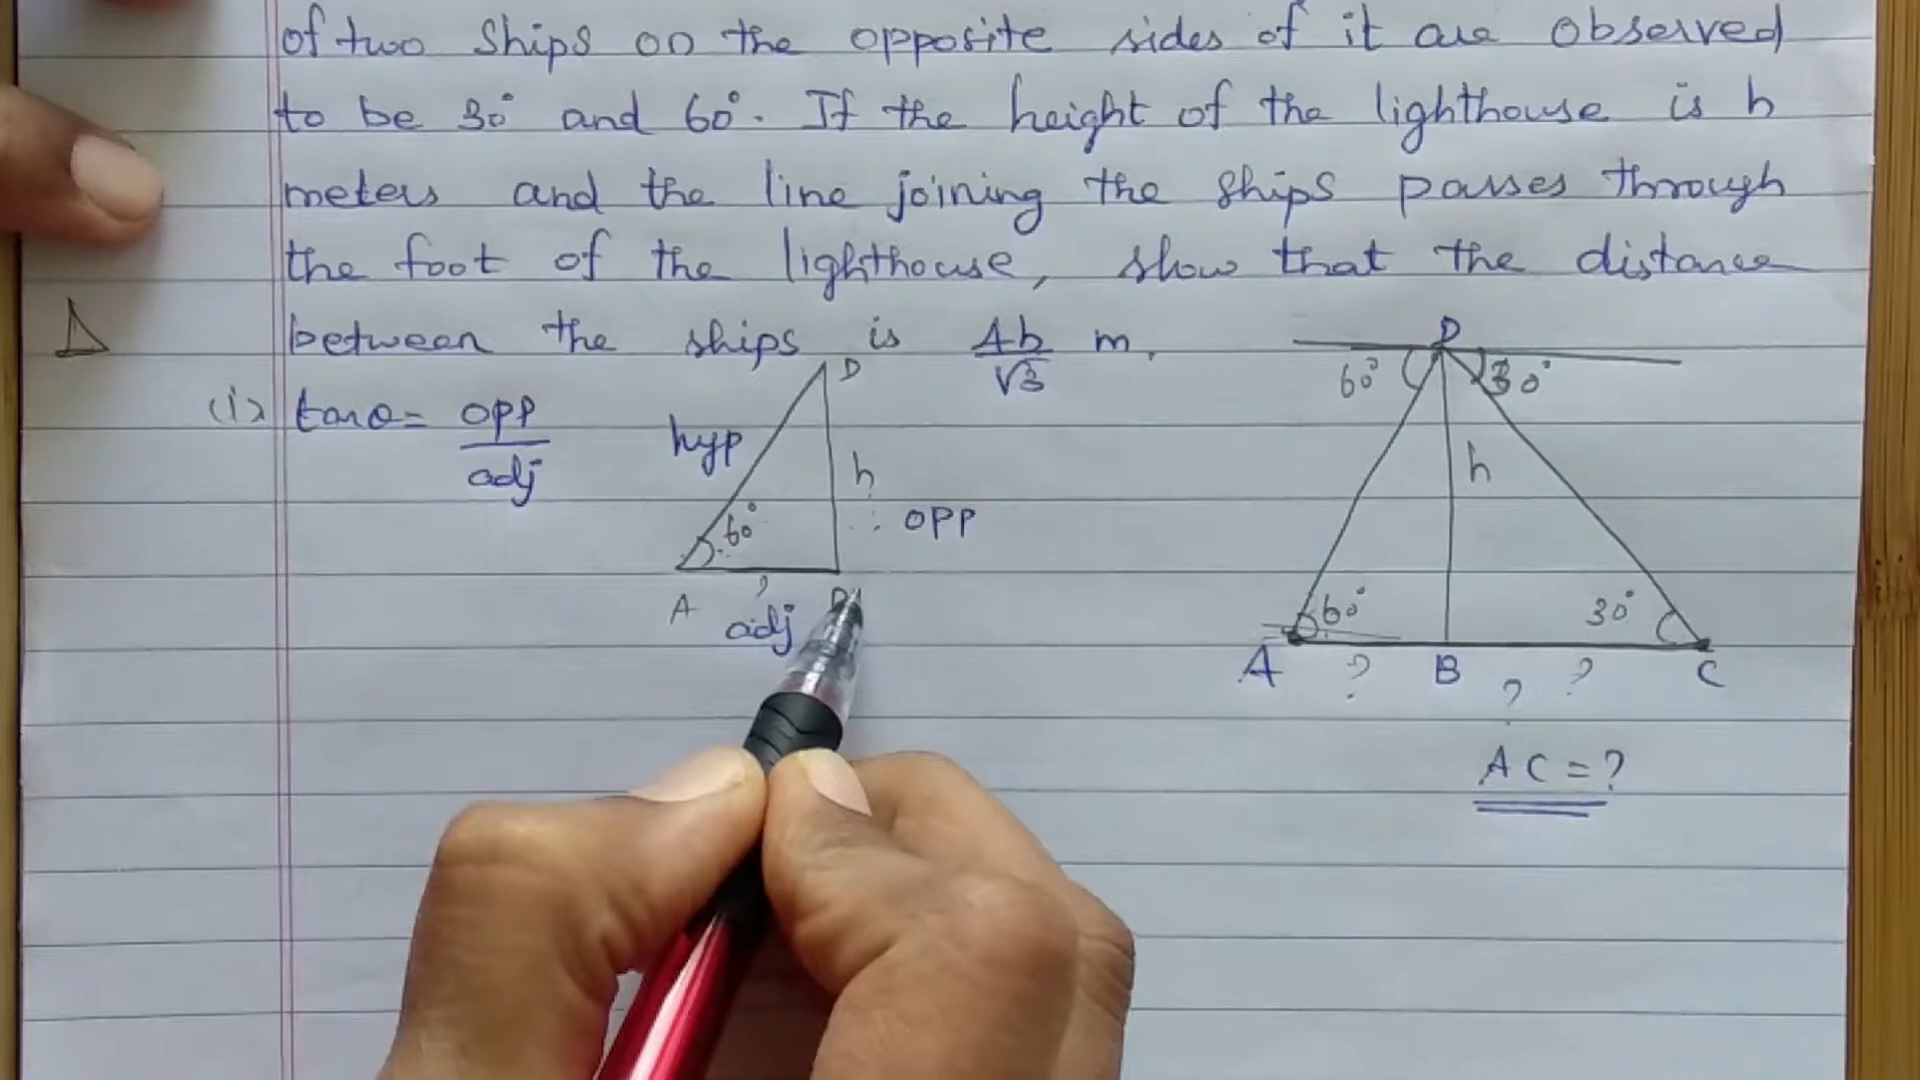 of two ships on the opposite sides of it are observed
to be 30° and 60°. If the height of the lighthouse is h
meters and the line joining the ships passes through
the foot of the lighthouse, show that the distance
between the ships is 4h/√3 m.
(i) tanθ = opp/adj
D
hyp
h
opp
60°
?
A
adj
D
60°
30°
h
60°
30°
A ? B ? ? C
AC = ?